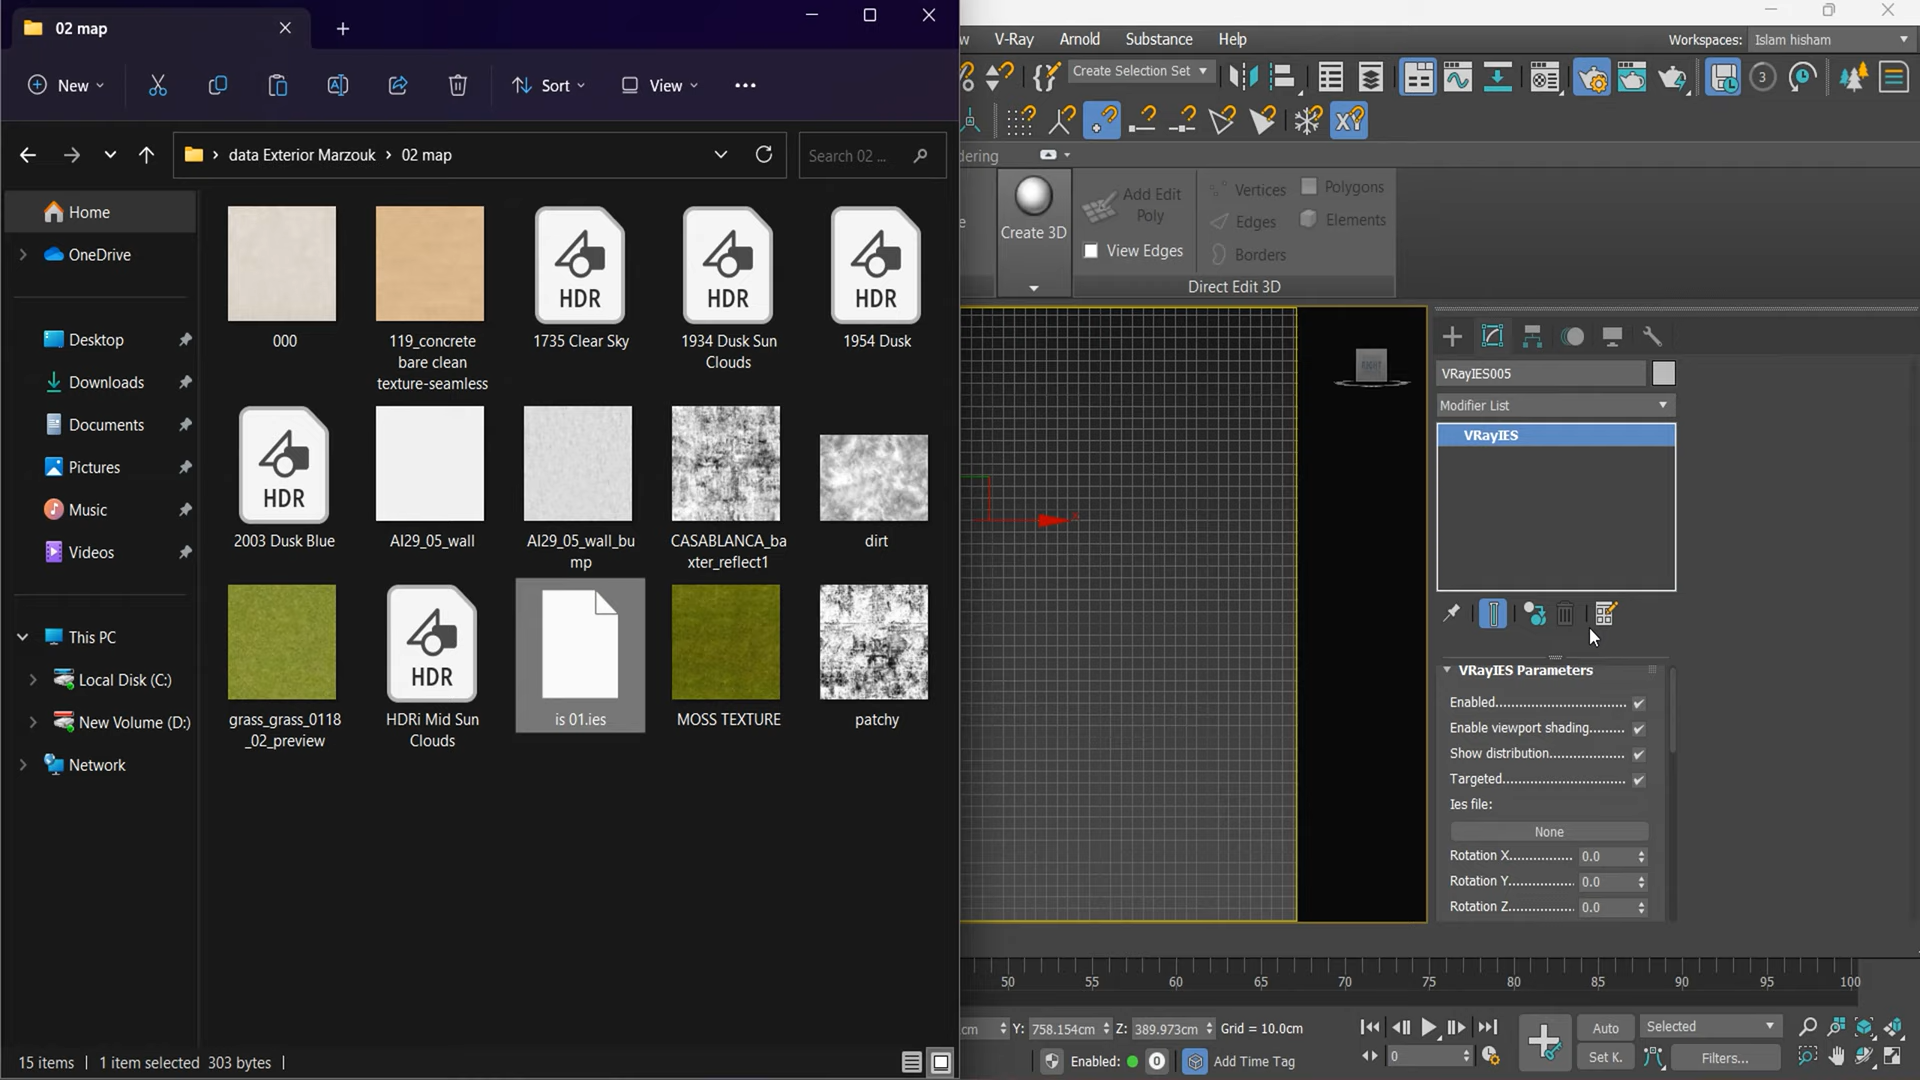 02 map
New
Sort
View
data Exterior Marzouk
02 map
Search 02 ...
Home
OneDrive
Desktop
Downloads
Documents
Pictures
Music
Videos
This PC
Local Disk (C:)
New Volume (D:)
Network
000
119_concrete
bare clean
texture-seamless
HDR
1735 Clear Sky
HDR
1934 Dusk Sun
Clouds
HDR
1954 Dusk
HDR
2003 Dusk Blue
AI29_05_wall
AI29_05_wall_bu
mp
CASABLANCA_ba
xter_reflect1
dirt
grass_grass_0118
_02_preview
HDR
HDRi Mid Sun
Clouds
is 01.ies
MOSS TEXTURE
patchy
15 items
1 item selected 303 bytes
w
V-Ray
Arnold
Substance
Help
Workspaces:
Islam hisham
Create Selection Set
3
XY
dering
e
Create 3D
Add Edit
Poly
View Edges
Vertices
Edges
Borders
Polygons
Elements
Direct Edit 3D
RIGHT
x
VRayIES005
Modifier List
VRayIES
VRayIES Parameters
Enabled
Enable viewport shading
Show distribution
Targeted
Ies file:
None
Rotation X 0.0
Rotation Y 0.0
Rotation Z 0.0
50 55 60 65 70 75 80 85 90 95 100
cm Y: 758.154cm Z: 389.973cm Grid = 10.0cm
Enabled: 0 Add Time Tag
0
Auto
Set K.
Selected
Filters...